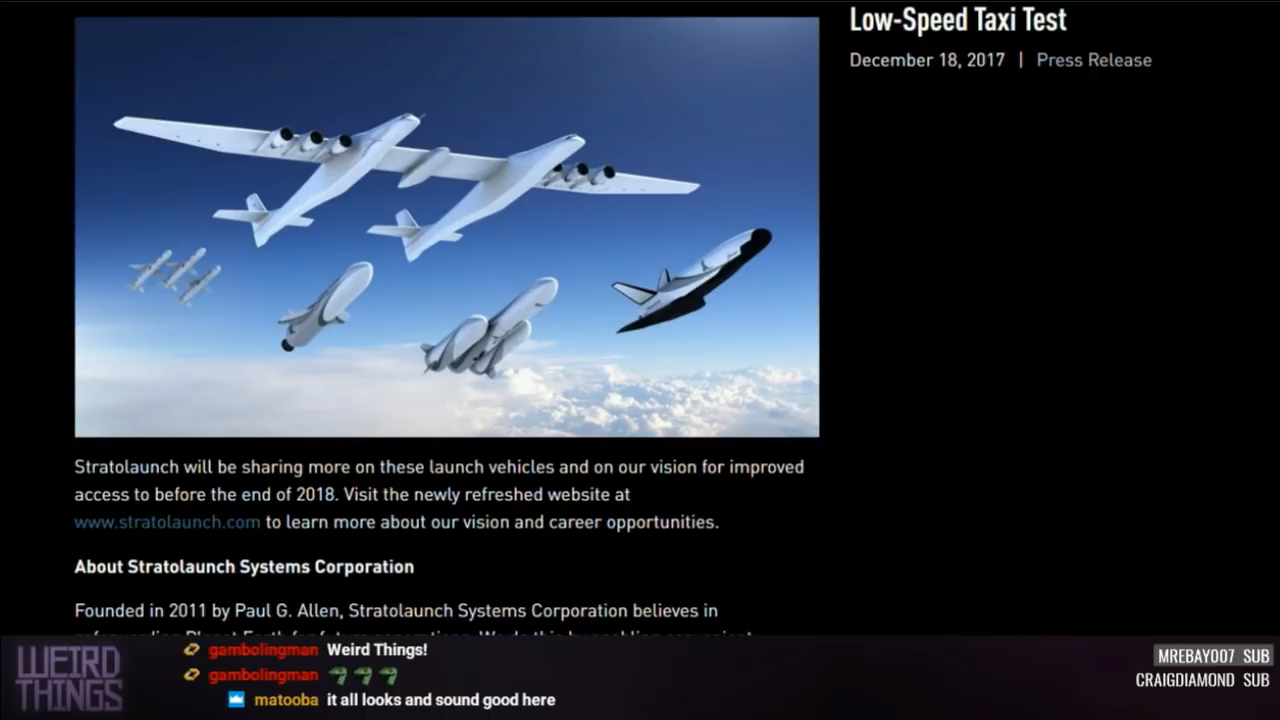 Low-Speed Taxi Test
December 18, 2017 | Press Release
Stratolaunch will be sharing more on these launch vehicles and on our vision for improved
access to before the end of 2018. Visit the newly refreshed website at
www.stratolaunch.com to learn more about our vision and career opportunities.
About Stratolaunch Systems Corporation
Founded in 2011 by Paul G. Allen, Stratolaunch Systems Corporation believes in
WEIRD
THINGS
gambolingman Weird Things!
gambolingman
matooba it all looks and sound good here
MREBAY007 SUB
CRAIGDIAMOND SUB